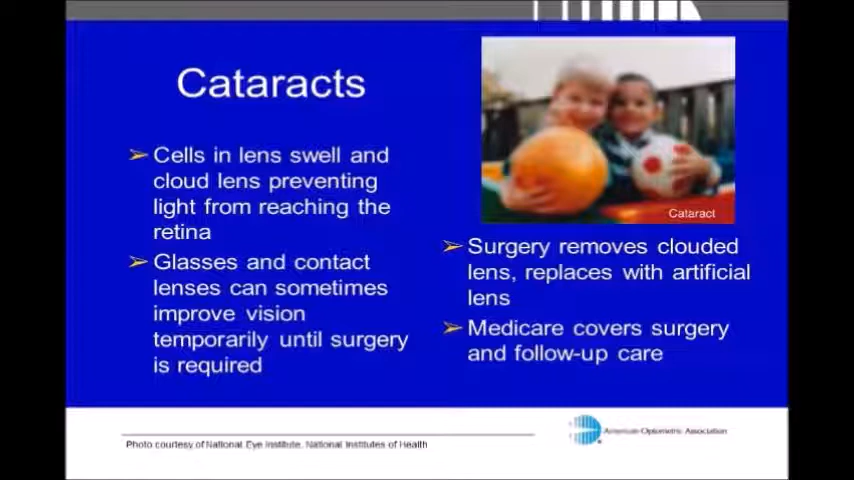 Cataracts
➢ Cells in lens swell and
cloud lens preventing
light from reaching the
retina
➢ Glasses and contact
lenses can sometimes
improve vision
temporarily until surgery
is required
Cataract
➢ Surgery removes clouded
lens, replaces with artificial
lens
➢ Medicare covers surgery
and follow-up care
Photo courtesy of National Eye Institute, National Institutes of Health
American Optometric Association